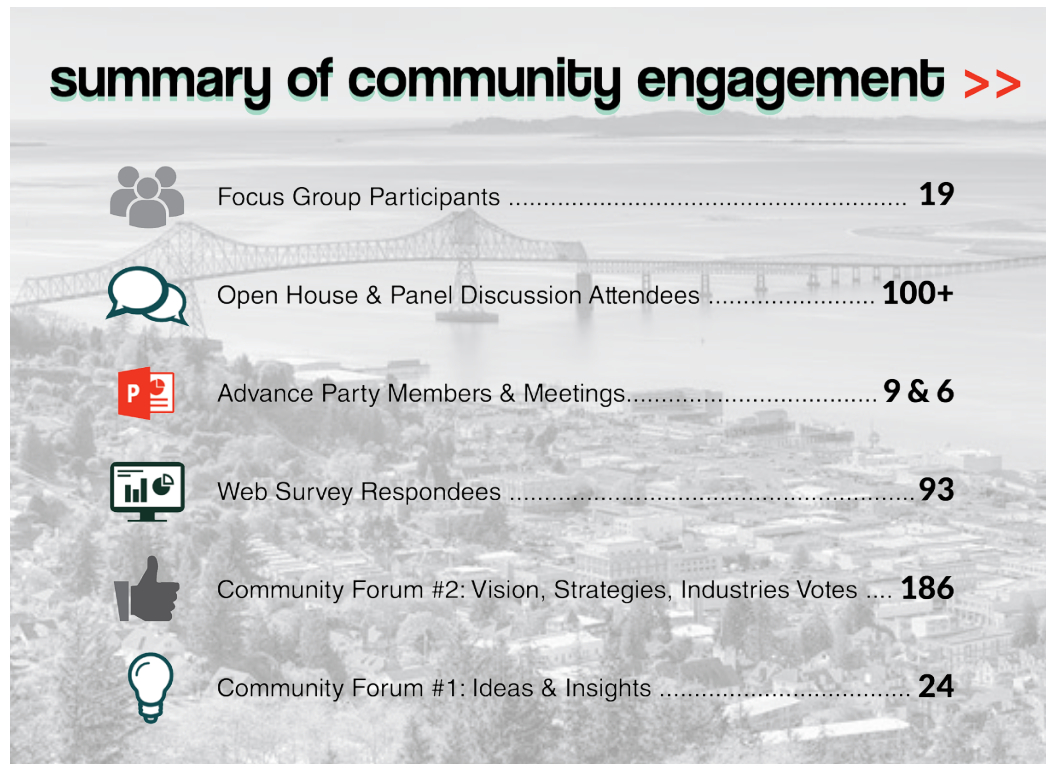 summary of community engagement >>
Focus Group Participants ........................................................ 19
Open House & Panel Discussion Attendees ........................ 100+
Advance Party Members & Meetings.................................... 9 & 6
P
Web Survey Respondees .......................................................... 93
Community Forum #2: Vision, Strategies, Industries Votes .... 186
Community Forum #1: Ideas & Insights .................................... 24